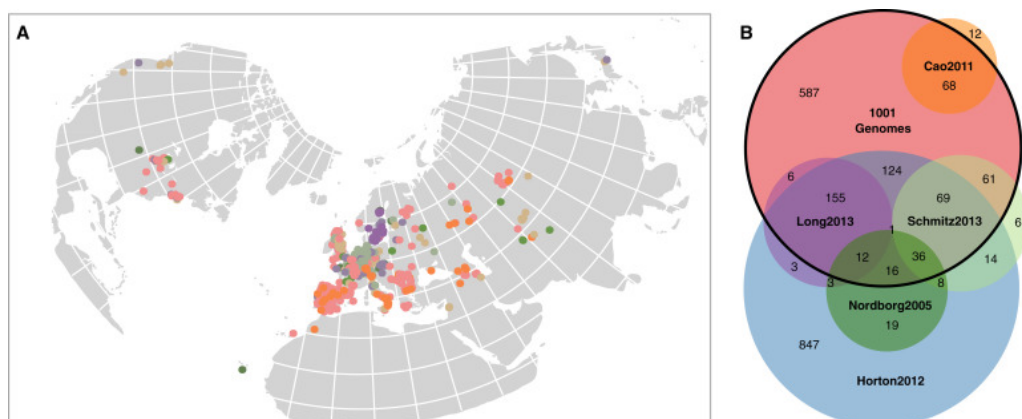 A
B
12
Cao2011
68
587
1001
Genomes
6
124
61
155
69
Long2013
1
Schmitz2013
6
12
36
14
3
16
3
8
Nordborg2005
19
847
Horton2012